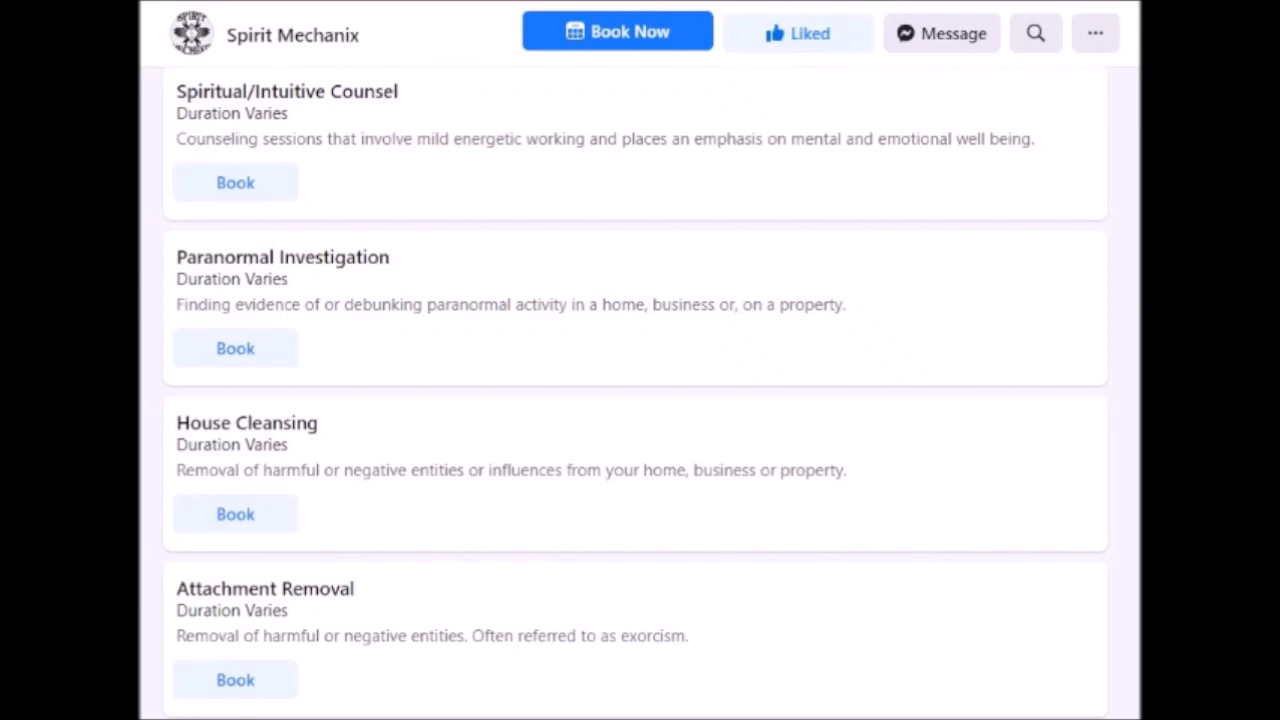 SPIRIT
Spirit Mechanix
Book Now
Liked
Message
Spiritual/Intuitive Counsel
Duration Varies
Counseling sessions that involve mild energetic working and places an emphasis on mental and emotional well being.
Book
Paranormal Investigation
Duration Varies
Finding evidence of or debunking paranormal activity in a home, business or, on a property.
Book
House Cleansing
Duration Varies
Removal of harmful or negative entities or influences from your home, business or property.
Book
Attachment Removal
Duration Varies
Removal of harmful or negative entities. Often referred to as exorcism.
Book